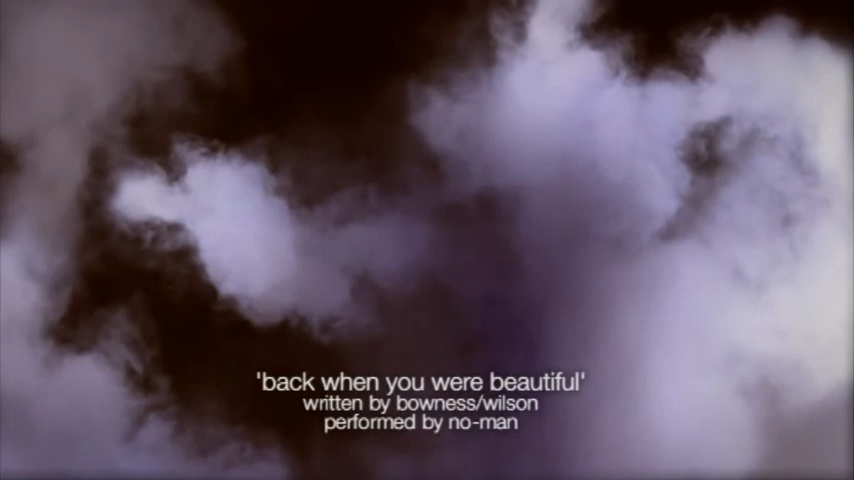 'back when you were beautiful'
written by bowness/wilson
performed by no-man